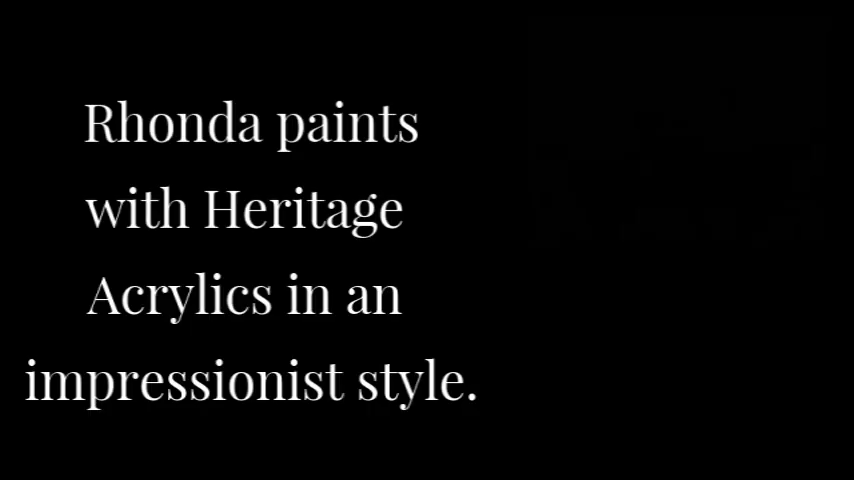 Rhonda paints
with Heritage
Acrylics in an
impressionist style.